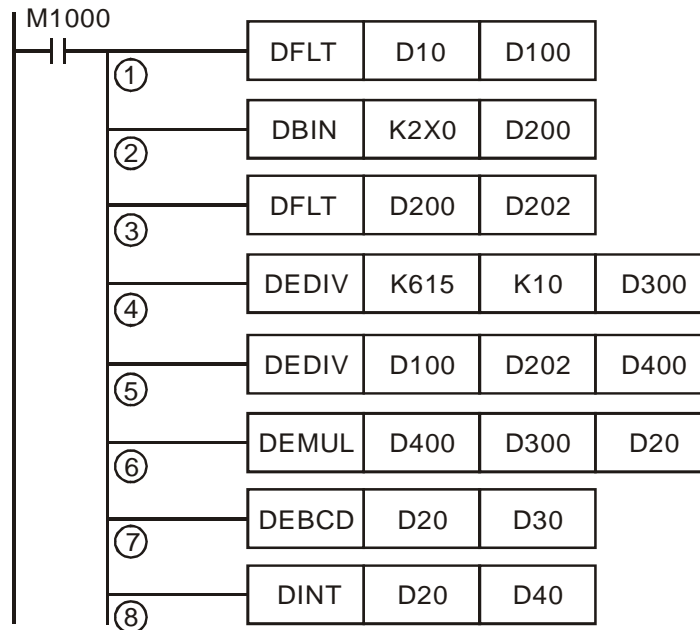 M1000
① DFLT D10 D100
② DBIN K2X0 D200
③ DFLT D200 D202
④ DEDIV K615 K10 D300
⑤ DEDIV D100 D202 D400
⑥ DEMUL D400 D300 D20
⑦ DEBCD D20 D30
⑧ DINT D20 D40